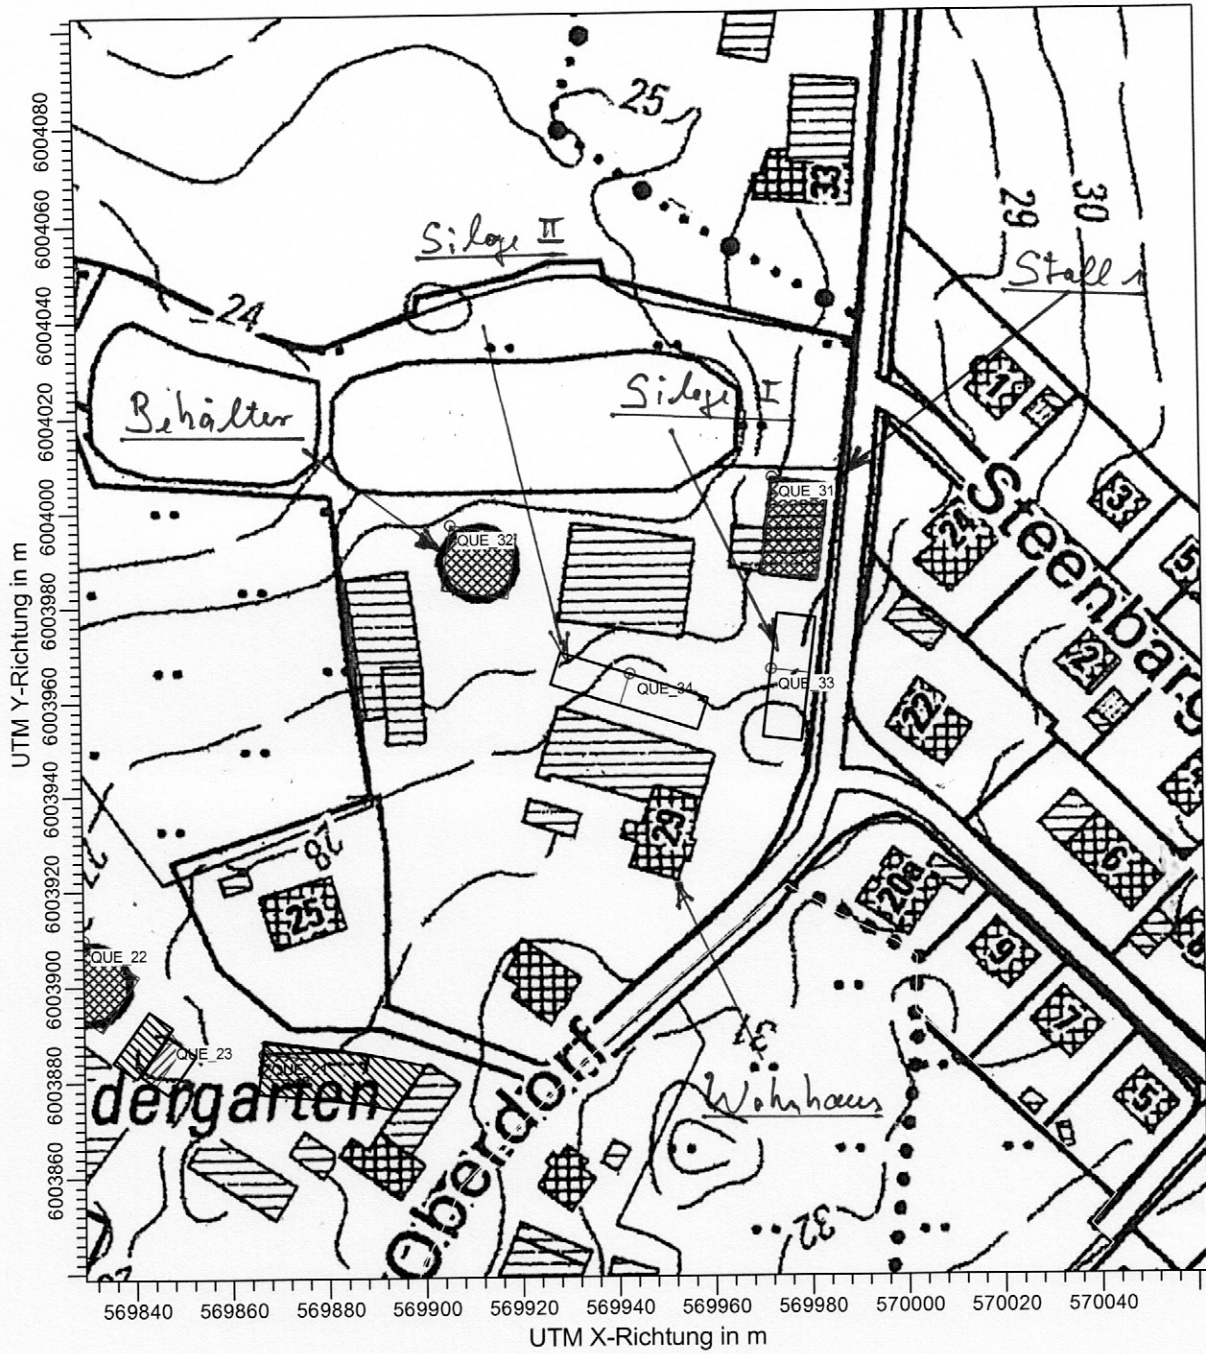 25
33
29
30
Silage II
Stall 1
24
Behälter
Silage I
1
3
5
Steenbarg
24
QUE_31
QUE_32
2
22
QUE_34
QUE_33
29
28
25
6
20a
9
8
7
5
QUE_22
QUE_23
QUE_21
dergarten
Oberdorf
31
Wohnhaus
32
6004080
6004060
6004040
6004020
6004000
6003980
6003960
6003940
6003920
6003900
6003880
6003860
UTM Y-Richtung in m
569840 569860 569880 569900 569920 569940 569960 569980 570000 570020 570040
UTM X-Richtung in m